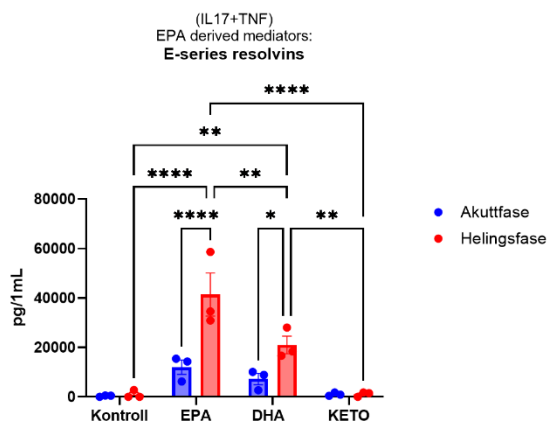 (IL17+TNF)
EPA derived mediators:
E-series resolvins
****
**
**** **
**** * **
80000
60000
40000
20000
0
pg/1mL
Kontroll EPA DHA KETO
Akuttfase
Helingsfase